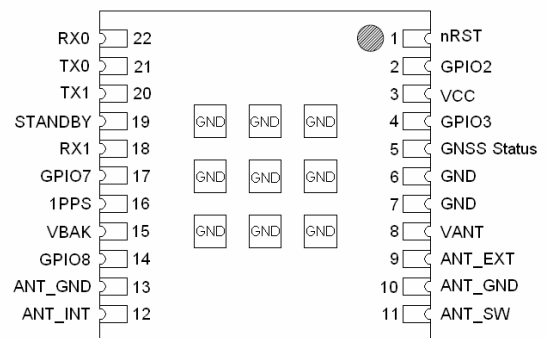 RX0 22 1 nRST
TX0 21 2 GPIO2
TX1 20 3 VCC
STANDBY 19 GND GND GND 4 GPIO3
RX1 18 5 GNSS Status
GPIO7 17 GND GND GND 6 GND
1PPS 16 7 GND
VBAK 15 GND GND GND 8 VANT
GPIO8 14 9 ANT_EXT
ANT_GND 13 10 ANT_GND
ANT_INT 12 11 ANT_SW